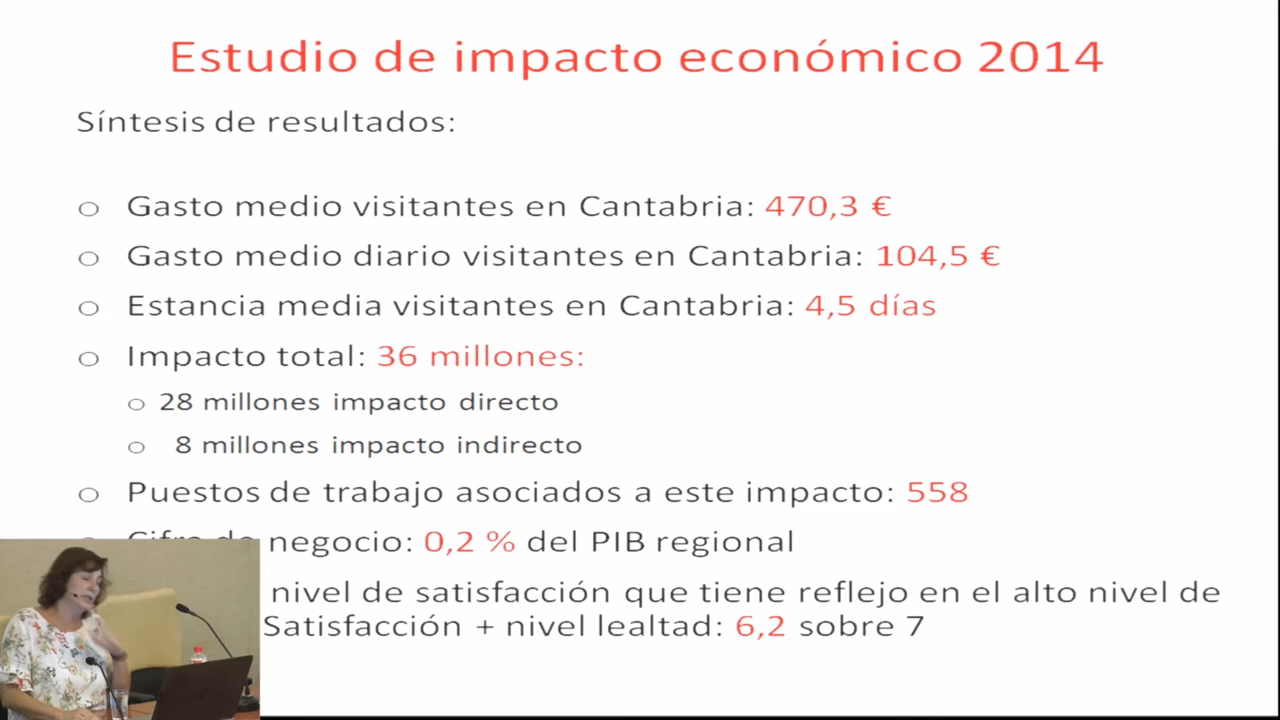 Estudio de impacto económico 2014
Síntesis de resultados:
Gasto medio visitantes en Cantabria: 470,3 €
Gasto medio diario visitantes en Cantabria: 104,5 €
Estancia media visitantes en Cantabria: 4,5 días
Impacto total: 36 millones:
28 millones impacto directo
8 millones impacto indirecto
Puestos de trabajo asociados a este impacto: 558
negocio: 0,2 % del PIB regional
nivel de satisfacción que tiene reflejo en el alto nivel de
Satisfacción + nivel lealtad: 6,2 sobre 7